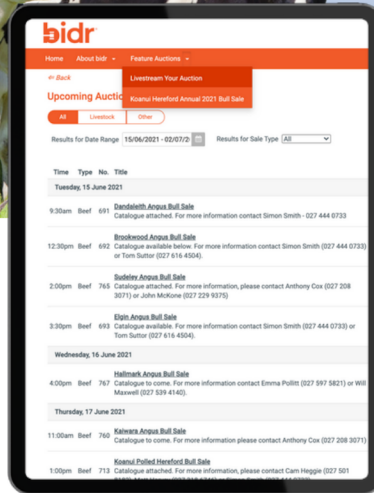 bidr
Home About bidr Feature Auctions
Back Livestream Your Auction
Upcoming Auctio Koanui Hereford Annual 2021 Bull Sale
All Livestock Other
Results for Date Range 15/06/2021 - 02/07/2 Results for Sale Type All
Time Type No. Title
Tuesday, 15 June 2021
Dandaleith Angus Bull Sale
9:30am Beef 691 Catalogue attached. For more information contact Simon Smith - 027 444 0733
Brookwood Angus Bull Sale
12:30pm Beef 692 Catalogue available below. For more information contact Simon Smith (027 444 0733)
or Tom Suttor (027 616 4504).
Sudeley Angus Bull Sale
2:00pm Beef 765 Catalogue attached. For more information, please contact Anthony Cox (027 208
3071) or John McKone (027 229 9375)
Elgin Angus Bull Sale
3:30pm Beef 693 Catalogue available. For more information contact Simon Smith (027 444 0733) or
Tom Suttor (027 616 4504).
Wednesday, 16 June 2021
Hallmark Angus Bull Sale
4:00pm Beef 767 Catalogue to come. For more information contact Emma Pollitt (027 597 5821) or Will
Maxwell (027 539 4140).
Thursday, 17 June 2021
Kaiwara Angus Bull Sale
11:00am Beef 760 Catalogue to come. For more information please contact Anthony Cox (027 208 3071)
Koanui Polled Hereford Bull Sale
1:00pm Beef 713 Catalogue attached. For more information, please contact Cam Heggie (027 501